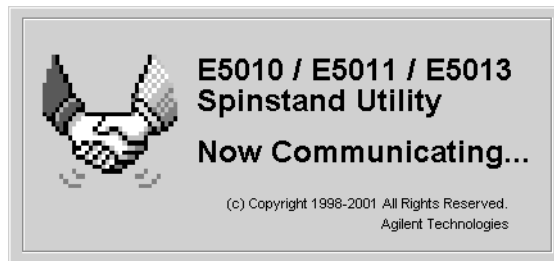 E5010 / E5011 / E5013
Spinstand Utility
Now Communicating...
(c) Copyright 1998-2001 All Rights Reserved.
Agilent Technologies